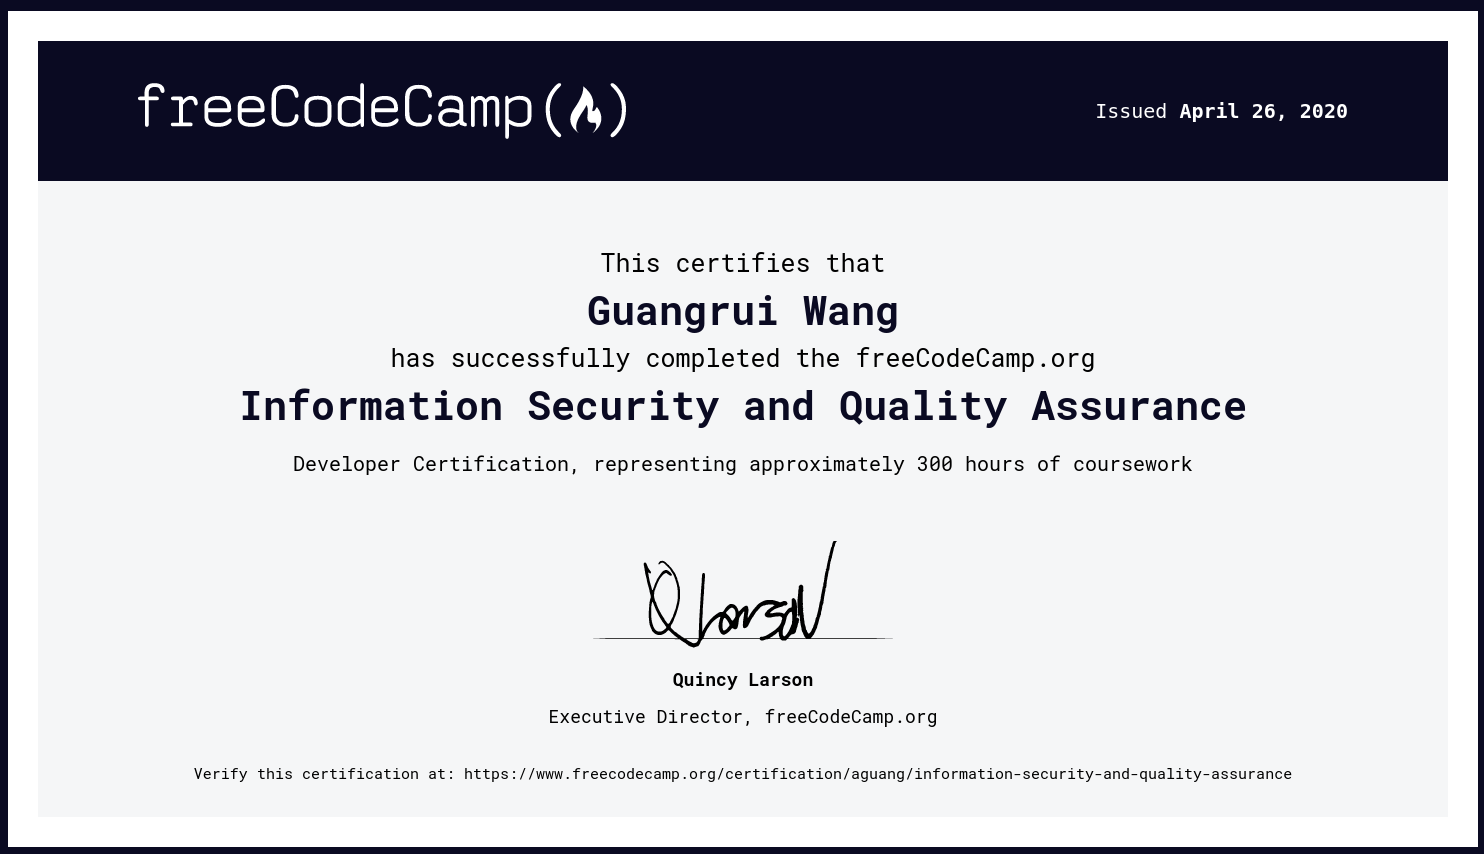 freeCodeCamp(🔥)
Issued April 26, 2020
This certifies that
Guangrui Wang
has successfully completed the freeCodeCamp.org
Information Security and Quality Assurance
Developer Certification, representing approximately 300 hours of coursework
Q Larson
Quincy Larson
Executive Director, freeCodeCamp.org
Verify this certification at: https://www.freecodecamp.org/certification/aguang/information-security-and-quality-assurance